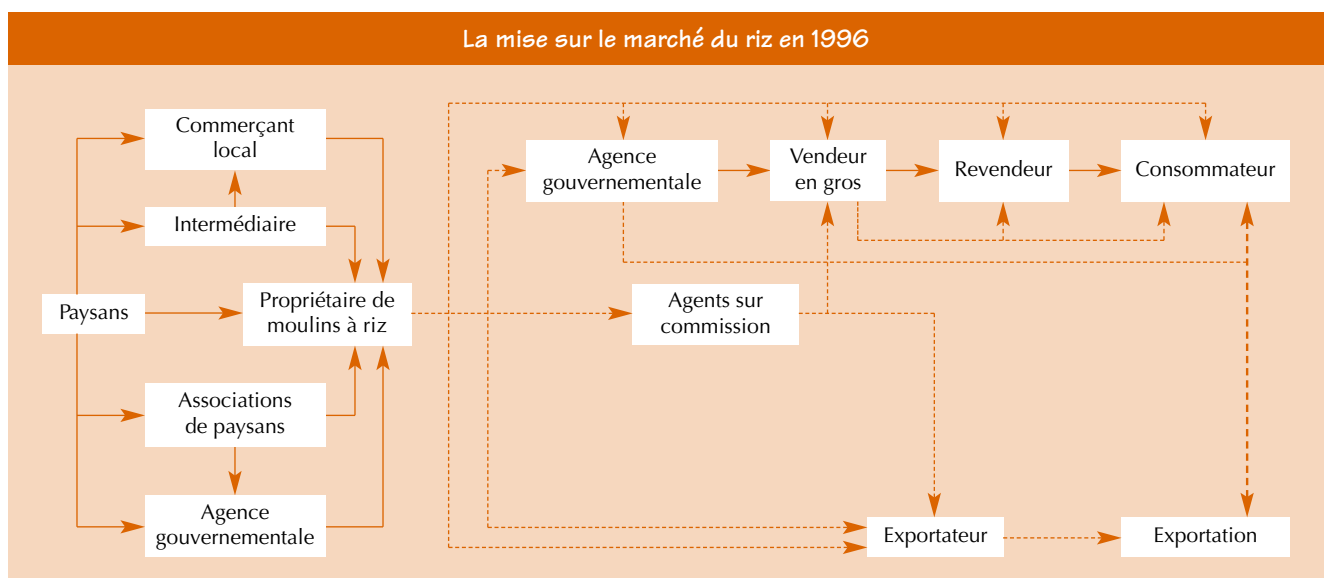 La mise sur le marché du riz en 1996
Commerçant
local
Intermédiaire
Paysans
Propriétaire de
moulins à riz
Associations
de paysans
Agence
gouvernementale
Agence
gouvernementale
Vendeur
en gros
Revendeur
Consommateur
Agents sur
commission
Exportateur
Exportation